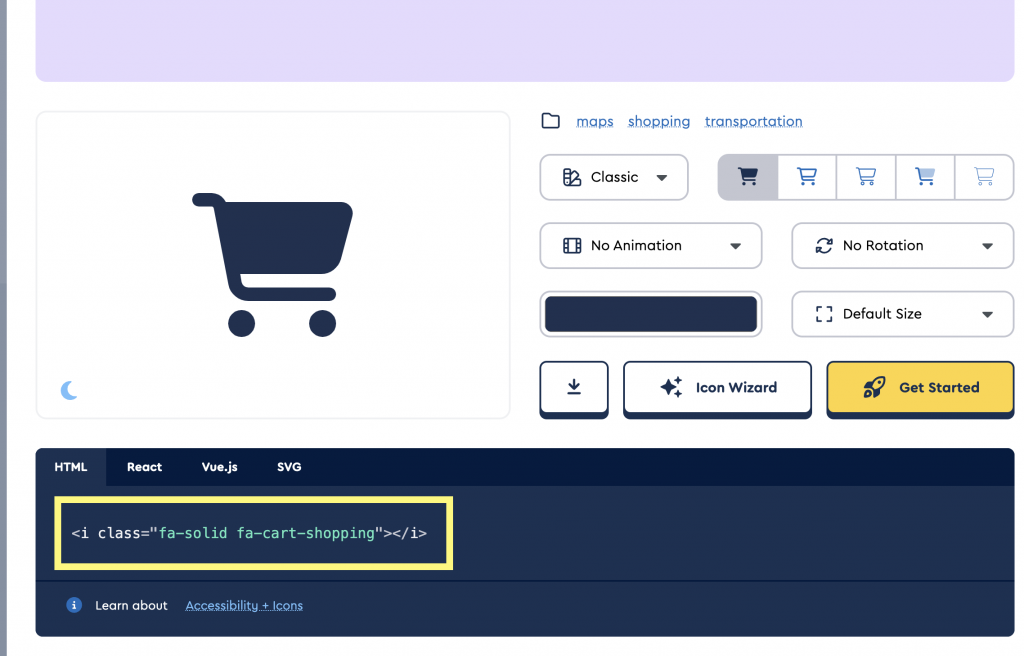 maps shopping transportation
Classic
No Animation
No Rotation
Default Size
Icon Wizard
Get Started
HTML React Vue.js SVG
<i class="fa-solid fa-cart-shopping"></i>
Learn about Accessibility + Icons